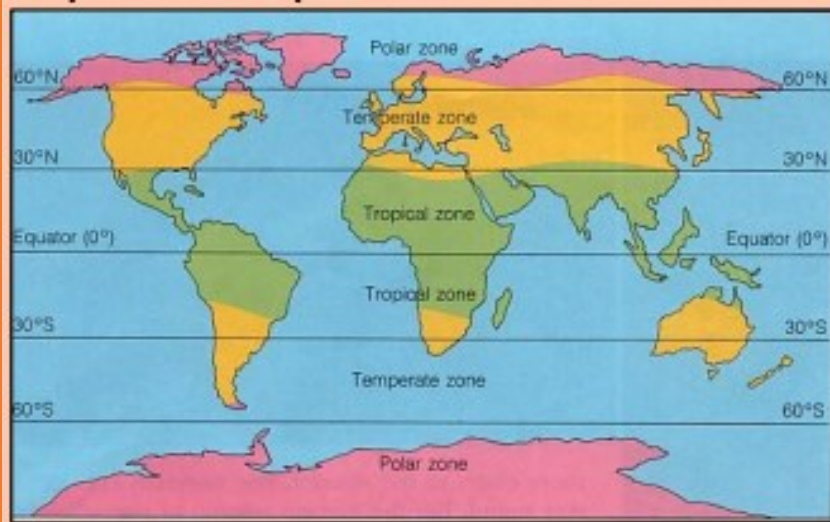 Polar zone
60°N 60°N
Temperate zone
30°N 30°N
Tropical zone
Equator (0°) Equator (0°)
Tropical zone
30°S 30°S
Temperate zone
60°S 60°S
Polar zone